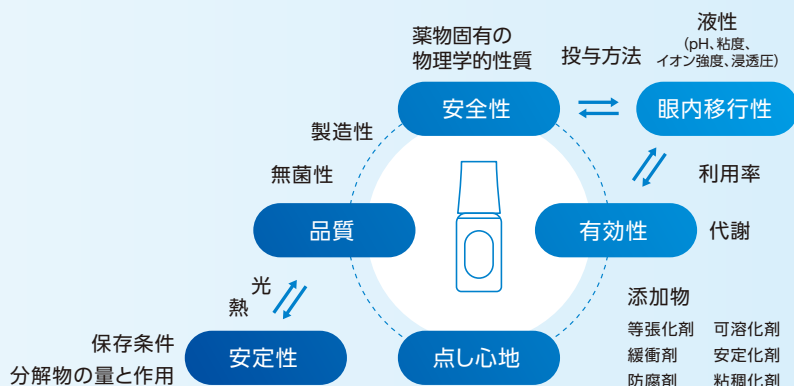 薬物固有の
物理学的性質
投与方法
液性
(pH、粘度、
イオン強度、浸透圧)
安全性
眼内移行性
製造性
無菌性
利用率
品質
有効性
代謝
光
熱
添加物
保存条件
分解物の量と作用
安定性
点し心地
等張化剤 可溶化剤
緩衝剤 安定化剤
防腐剤 粘稠化剤